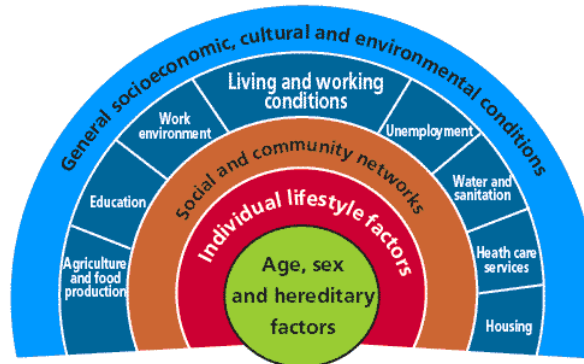 General socioeconomic, cultural and environmental conditions
Living and working
conditions
Work
environment
Unemployment
Education
Water and
sanitation
Agriculture
and food
production
Heath care
services
Housing
Social and community networks
Individual lifestyle factors
Age, sex
and hereditary
factors